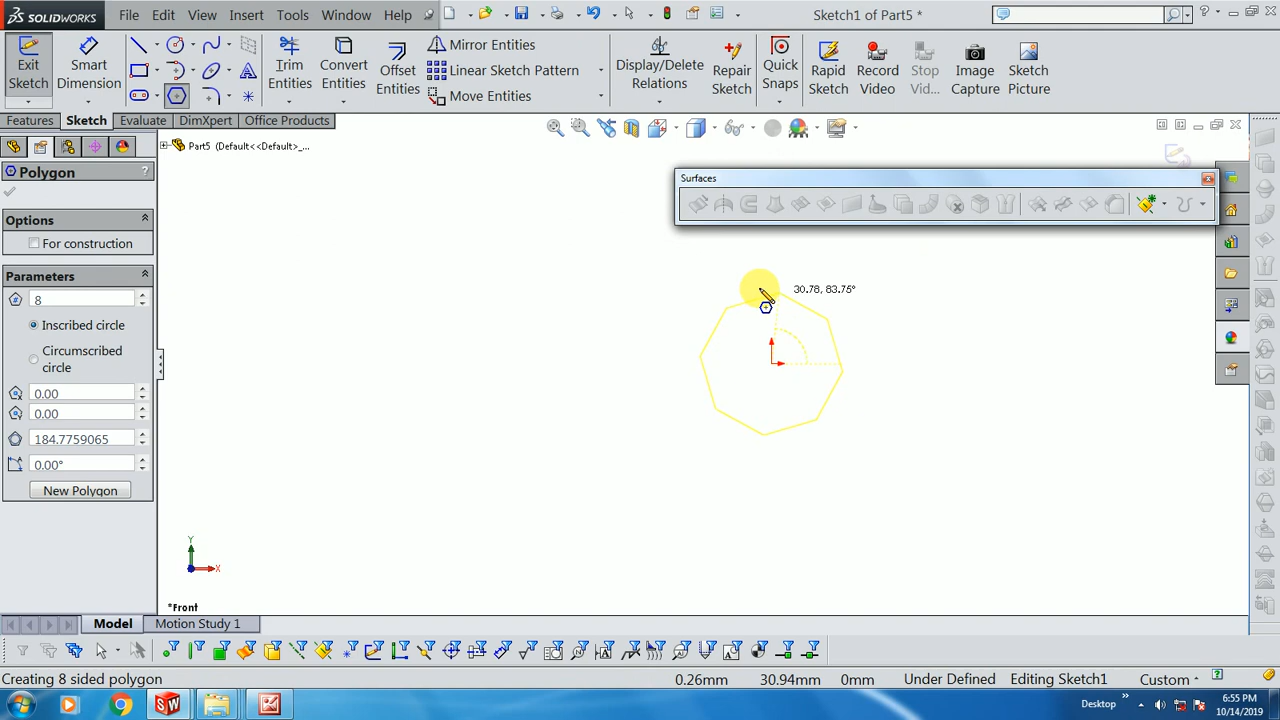 SOLIDWORKS File Edit View Insert Tools Window Help Sketch1 of Part5 *
Exit Sketch
Smart Dimension
Trim Entities
Convert Entities
Offset Entities
Mirror Entities
Linear Sketch Pattern
Move Entities
Display/Delete Relations
Repair Sketch
Quick Snaps
Rapid Sketch
Record Video
Stop Vid...
Image Capture
Sketch Picture
Features Sketch Evaluate DimXpert Office Products
Part5 (Default<<Default>_...
Polygon ?
Surfaces
Options
For construction
Parameters
8
Inscribed circle
Circumscribed circle
0.00
0.00
184.7759065
0.00°
New Polygon
30.78, 83.75°
Y
X
*Front
Model Motion Study 1
Creating 8 sided polygon 0.26mm 30.94mm 0mm Under Defined Editing Sketch1 Custom
Desktop
6:55 PM
10/14/2019